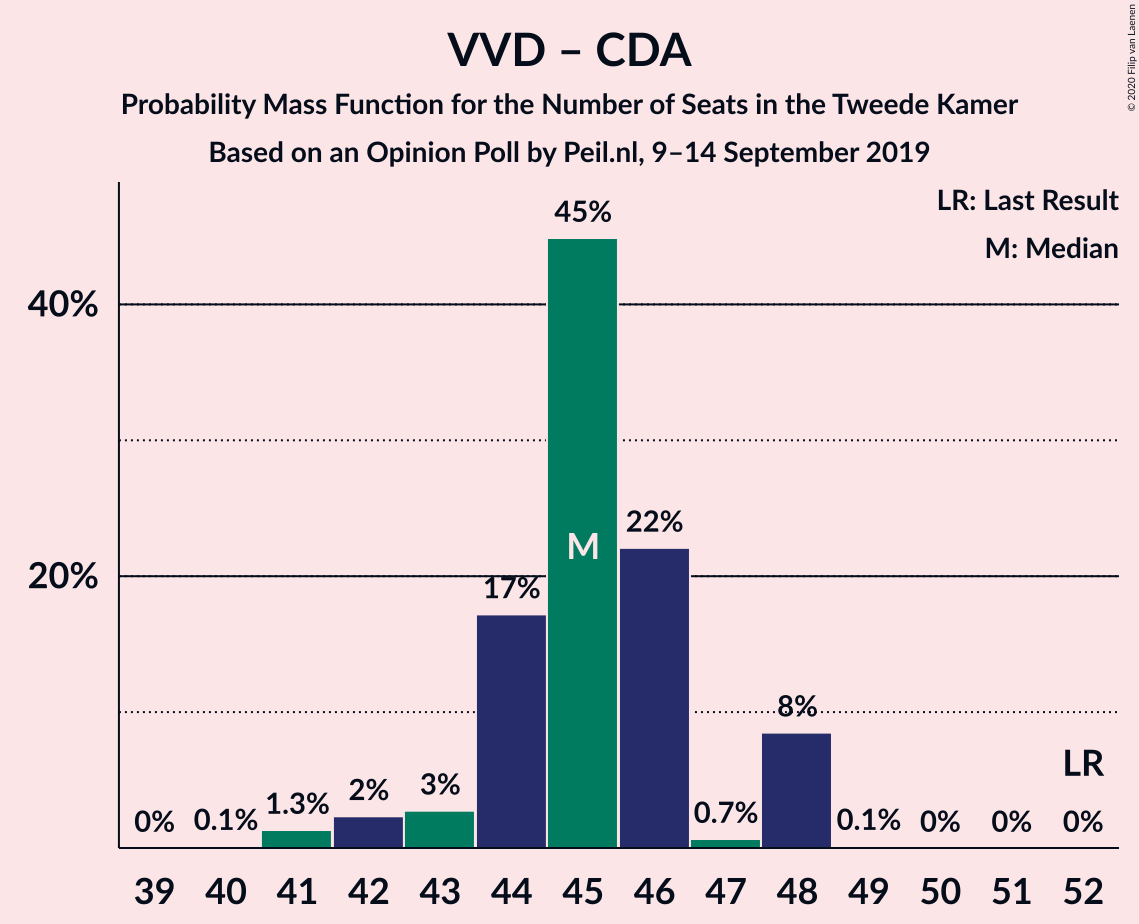 VVD – CDA
Probability Mass Function for the Number of Seats in the Tweede Kamer
Based on an Opinion Poll by Peil.nl, 9–14 September 2019
© 2020 Filip van Laenen
LR: Last Result
M: Median
40%
20%
0%
0.1%
1.3%
2%
3%
17%
45%
M
22%
0.7%
8%
0.1%
0%
0%
LR
0%
39 40 41 42 43 44 45 46 47 48 49 50 51 52